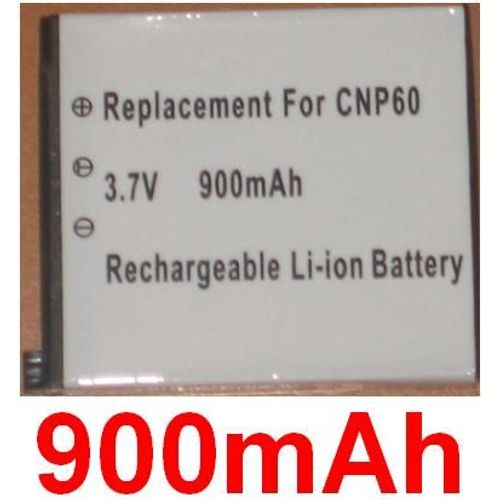 ⊕ Replacement For CNP60
⊖ 3.7V 900mAh
⊖ Rechargeable Li-ion Battery
900mAh